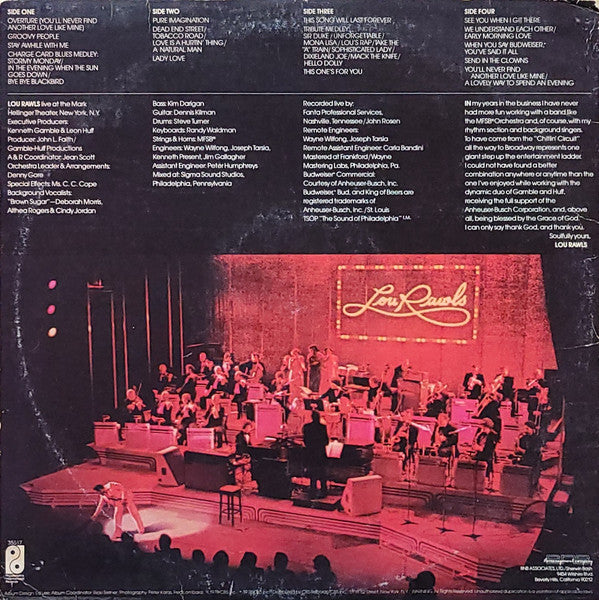 SIDE ONE
OVERTURE (YOU'LL NEVER FIND
ANOTHER LOVE LIKE MINE)
GROOVY PEOPLE
STAY AWHILE WITH ME
CHARGE CARD BLUES MEDLEY:
STORMY MONDAY/
IN THE EVENING WHEN THE SUN
GOES DOWN/
BYE BYE BLACKBIRD
SIDE TWO
PURE IMAGINATION
DEAD END STREET/
TOBACCO ROAD/
LOVE IS A HURTIN' THING/
A NATURAL MAN
LADY LOVE
SIDE THREE
THIS SONG WILL LAST FOREVER
TRIBUTE MEDLEY:
SIR DUKE/UNFORGETTABLE/
MONA LISA/LOU'S RAP/TAKE THE
"A" TRAIN/SOPHISTICATED LADY/
DIXIELAND JOE/MACK THE KNIFE/
HELLO DOLLY
THIS ONE'S FOR YOU
SIDE FOUR
SEE YOU WHEN I GIT THERE
WE UNDERSTAND EACH OTHER/
EARLY MORNING LOVE
WHEN YOU SAY BUDWEISER,®
YOU'VE SAID IT ALL
SEND IN THE CLOWNS
YOU'LL NEVER FIND
ANOTHER LOVE LIKE MINE/
A LOVELY WAY TO SPEND AN EVENING
LOU RAWLS live at the Mark
Hellinger Theater, New York, N.Y.
Executive Producers:
Kenneth Gamble & Leon Huff
Producer: John L. Faith/
Gamble-Huff Productions
A & R Coordinator: Jean Scott
Orchestra Leader & Arrangements:
Denny Gore
Special Effects: Ms. C. C. Cope
Background Vocalists:
"Brown Sugar"—Deborah Morris,
Althea Rogers & Cindy Jordan
Bass: Kim Darigan
Guitar: Dennis Kilman
Drums: Steve Turner
Keyboards: Randy Waldman
Strings & Horns: MFSB®
Engineers: Wayne Wilfong, Joseph Tarsia,
Kenneth Present, Jim Gallagher
Assistant Engineer: Peter Humphreys
Mixed at: Sigma Sound Studios,
Philadelphia, Pennsylvania
Recorded live by:
Fanta Professional Services,
Nashville, Tennessee/John Rosen
Remote Engineers:
Wayne Wilfong, Joseph Tarsia
Remote Assistant Engineer: Carla Bandini
Mastered at Frankford/Wayne
Mastering Labs, Philadelphia, Pa.
Budweiser® Commercial:
Courtesy of Anheuser-Busch, Inc.
Budweiser,® Bud, and King of Beers are
registered trademarks of
Anheuser-Busch, Inc./St. Louis
TSOP "The Sound of Philadelphia" T.M.
IN my years in the business I have never
had more fun working with a band like
the MFSB® Orchestra and, of course, with my
rhythm section and background singers.
To have come from the "Chitlin' Circuit"
all the way to Broadway represents one
giant step up the entertainment ladder.
I could not have found a better
combination anywhere or anytime than the
one I've enjoyed while working with the
dynamic duo of Gamble and Huff,
receiving the full support of the
Anheuser-Busch Corporation, and, above
all, being blessed by the Grace of God.
I can only say thank God, and thank you.
Soulfully yours,
LOU RAWLS
Lou Rawls
35517
BNB ASSOCIATES, LTD./Sherwin Bash
9454 Wilshire Blvd.
Beverly Hills, California 90212